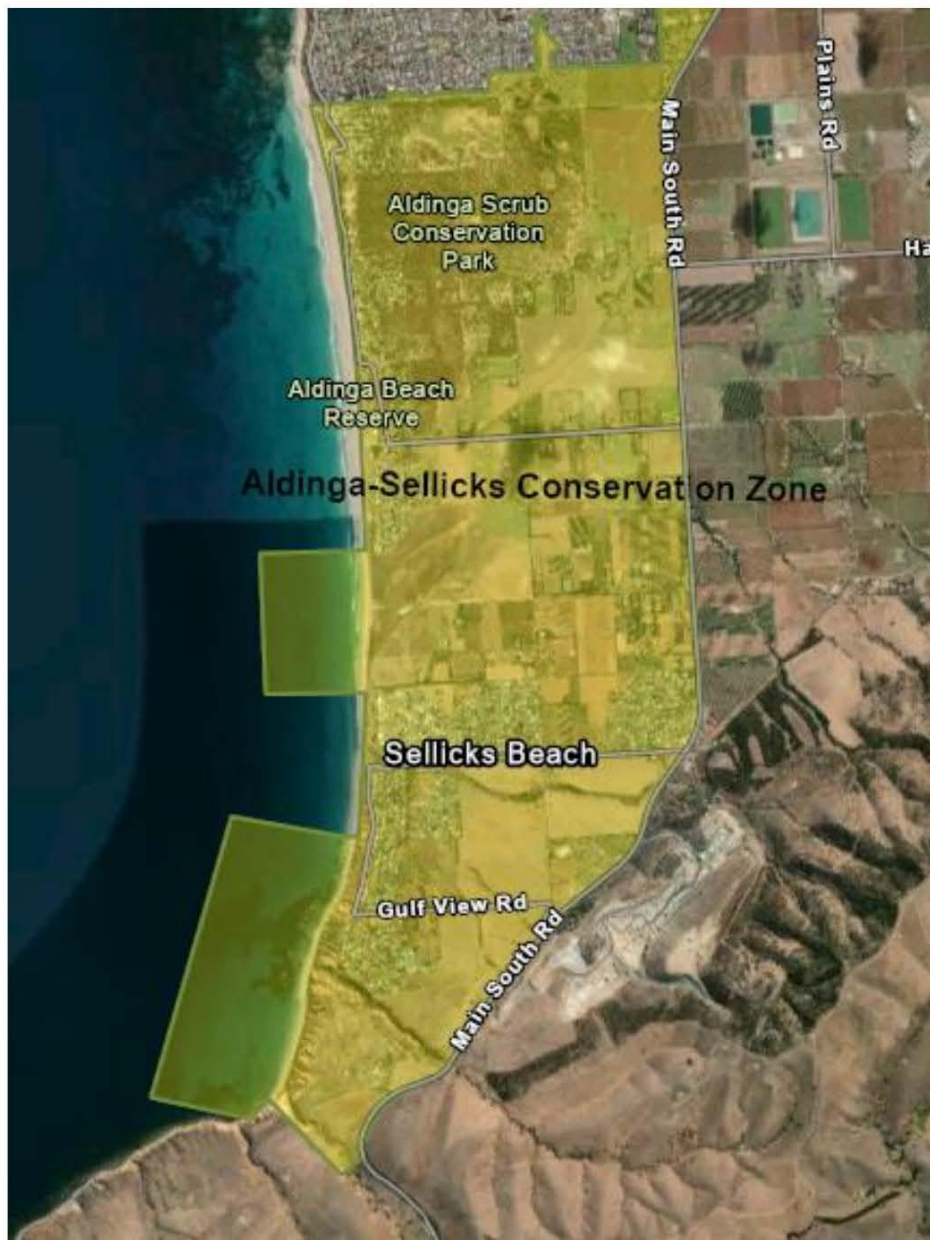 Plains Rd
Main South Rd
Aldinga Scrub
Conservation
Park
Ha
Aldinga Beach
Reserve
Aldinga-Sellicks Conservation Zone
Sellicks Beach
Gulf View Rd
Main South Rd